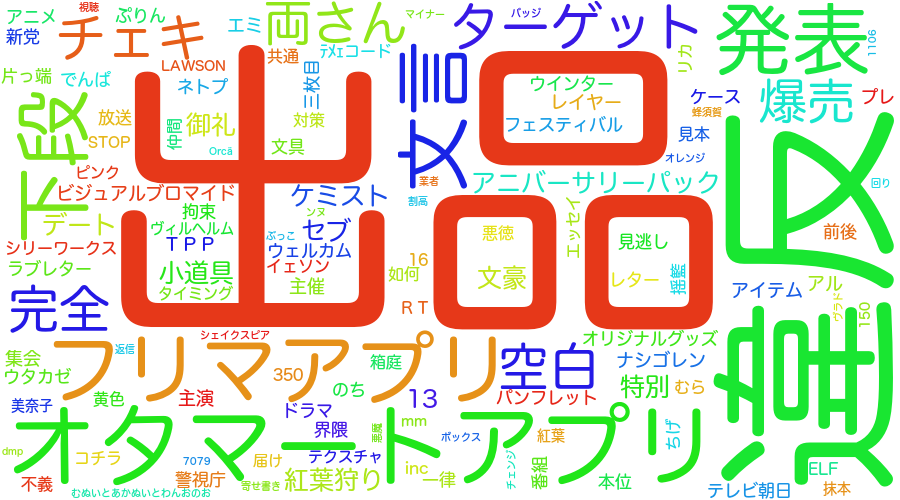 アニメ
ぷりん
視聴
両さん
マイナー
ターゲット
バッジ
発表
1106
新党
チェキ
エミ
共通
テメェコード
リカ
片っ端
でんぱ
LAWSON
ネトプ
三枚目
文言
出品
ウインター
レイヤー
フェスティバル
ケース
爆売
プレ
蜂須賀
下段
放送
STOP
仲間
御礼
対策
文具
Orcä
見本
オレンジ
違反
ピンク
ビジュアルブロマイド
ケミスト
業者
割高
アニバーサリーパック
回り
デート
拘束
ヴィルヘルム
ンヌ
セブ
ぶっこ
ウェルカム
悪徳
エッセイ
見逃し
前後
シリーワークス
ＴＰＰ
ラブレター
小道具
イェソン
タイミング
主催
如何
16
文豪
レター
揺籃
アイテム
アル
ヴラド
150
完全
ＲＴ
シェイクスピア
返信
フリマアプリ
オリジナルグッズ
集会
ウタカゼ
350
のち
箱庭
空白
ナシゴレン
特別
むら
美奈子
黄色
主演
ドラマ
13
パンフレット
オタマートアプリ
界隈
mm
悪魔
ボックス
紅葉
ちげ
dmp
コチラ
7079
届け
テクスチャ
チェンジ
番組
ELF
不義
警視庁
寄せ書き
紅葉狩り
inc
一律
本位
テレビ朝日
抹本
むぬいとあかぬいとわんおのお